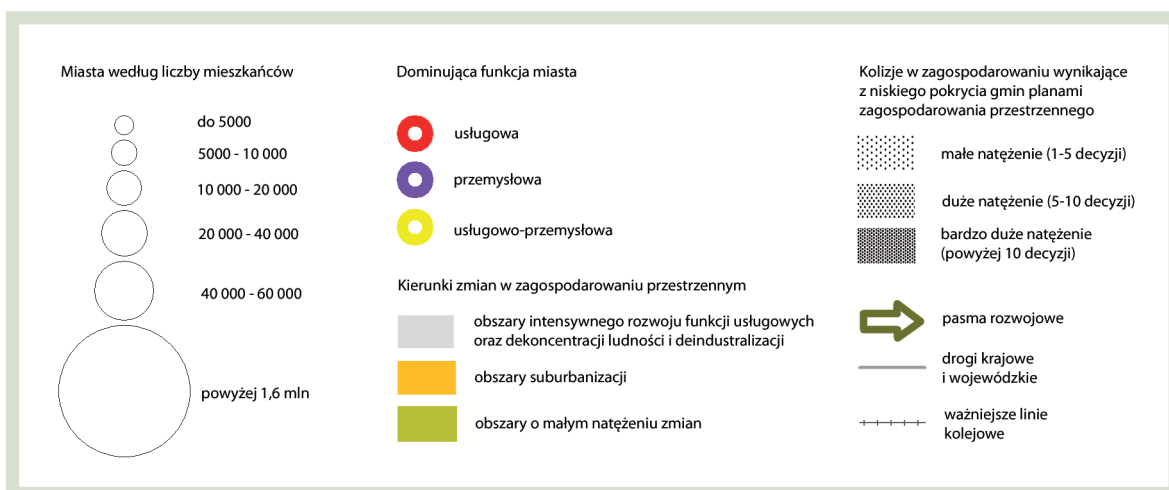 Miasta według liczby mieszkańców
do 5000
5000 - 10 000
10 000 - 20 000
20 000 - 40 000
40 000 - 60 000
powyżej 1,6 mln
Dominująca funkcja miasta
usługowa
przemysłowa
usługowo-przemysłowa
Kierunki zmian w zagospodarowaniu przestrzennym
obszary intensywnego rozwoju funkcji usługowych
oraz dekoncentracji ludności i deindustralizacji
obszary suburbanizacji
obszary o małym natężeniu zmian
Kolizje w zagospodarowaniu wynikające
z niskiego pokrycia gmin planami
zagospodarowania przestrzennego
małe natężenie (1-5 decyzji)
duże natężenie (5-10 decyzji)
bardzo duże natężenie
(powyżej 10 decyzji)
pasma rozwojowe
drogi krajowe
i wojewódzkie
ważniejsze linie
kolejowe